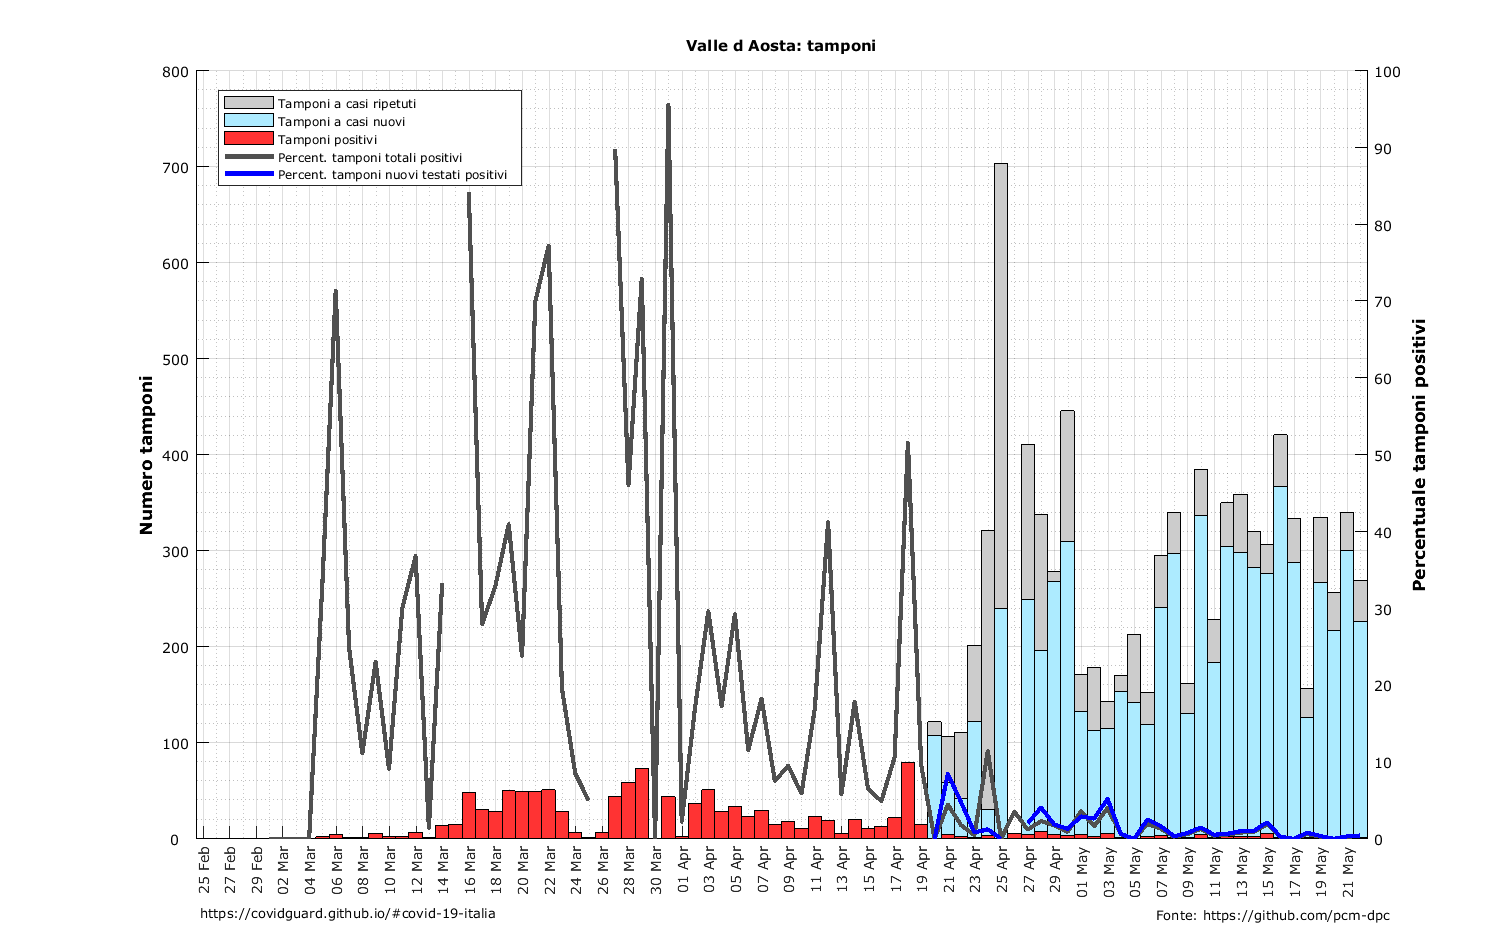 Valle d Aosta: tamponi
Tamponi a casi ripetuti
Tamponi a casi nuovi
Tamponi positivi
Percent. tamponi totali positivi
Percent. tamponi nuovi testati positivi
Numero tamponi
800
700
600
500
400
300
200
100
0
Percentuale tamponi positivi
100
90
80
70
60
50
40
30
20
10
0
25 Feb
27 Feb
29 Feb
02 Mar
04 Mar
06 Mar
08 Mar
10 Mar
12 Mar
14 Mar
16 Mar
18 Mar
20 Mar
22 Mar
24 Mar
26 Mar
28 Mar
30 Mar
01 Apr
03 Apr
05 Apr
07 Apr
09 Apr
11 Apr
13 Apr
15 Apr
17 Apr
19 Apr
21 Apr
23 Apr
25 Apr
27 Apr
29 Apr
01 May
03 May
05 May
07 May
09 May
11 May
13 May
15 May
17 May
19 May
21 May
https://covidguard.github.io/#covid-19-italia
Fonte: https://github.com/pcm-dpc